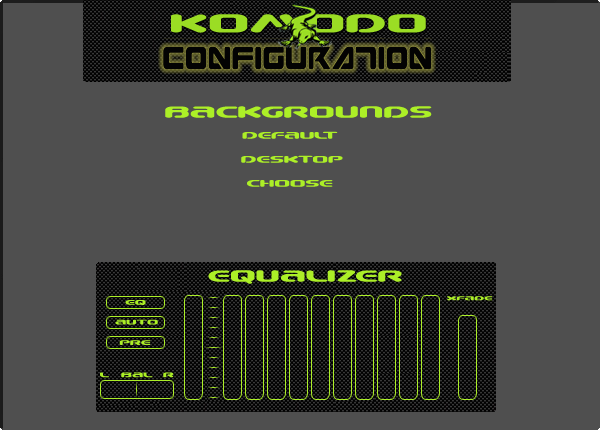 KOMODO
CONFIGURATION
BACKGROUNDS
DEFAULT
DESKTOP
CHOOSE
EQUALIZER
XFADE
EQ
AUTO
PRE
L BAL R